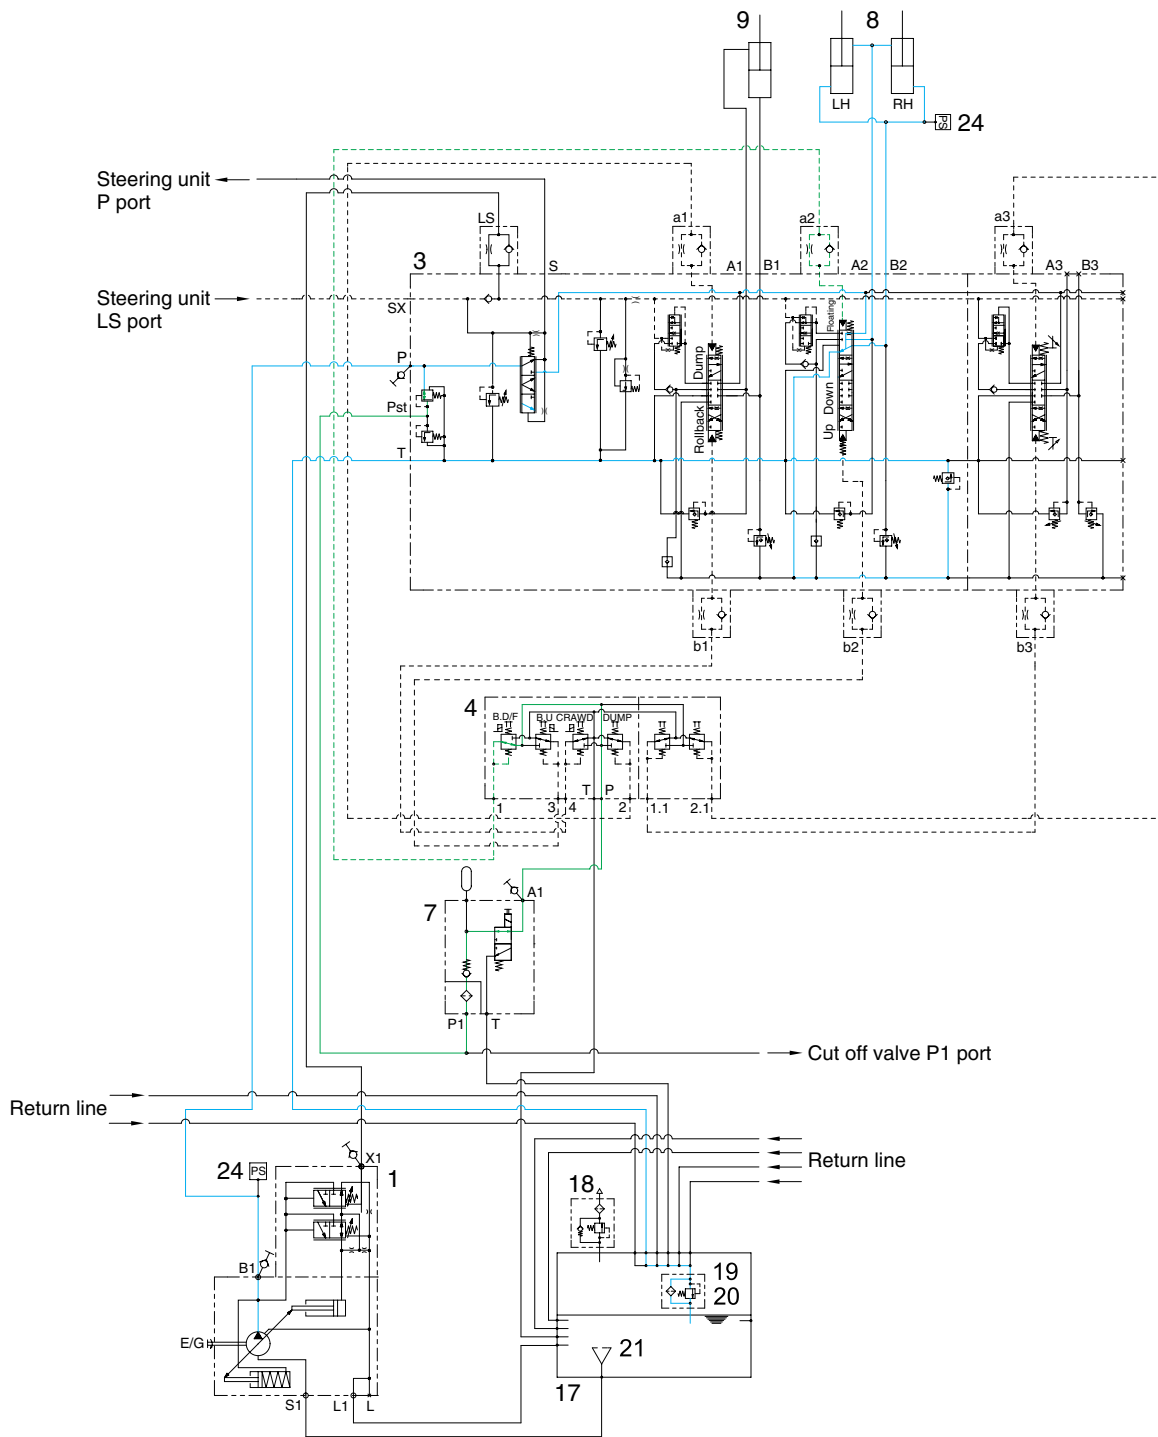 9
8
LH
RH
PS
24
Steering unit
P port
LS
a1
a2
a3
3
S
A1
B1
A2
B2
A3
B3
Steering unit
LS port
SX
Floating
P
Dump
Pst
Down
Rollback
Up
T
b1
b2
b3
4
B.D/F
B.U
CRAWD
DUMP
T
P
1
3
4
2
1.1
2.1
A1
7
P1
T
Cut off valve P1 port
Return line
X1
24
PS
1
Return line
18
B1
19
20
E/G
21
17
S1
L1
L